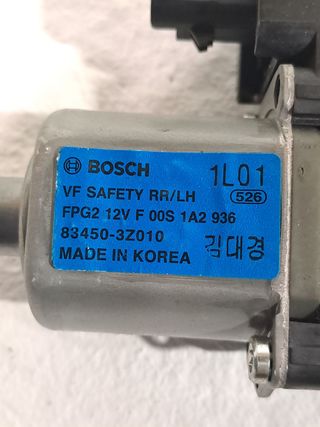 BOSCH 1L01
VF SAFETY RR/LH 526
FPG2 12V F 00S 1A2 936
83450-3Z010
MADE IN KOREA 김대경